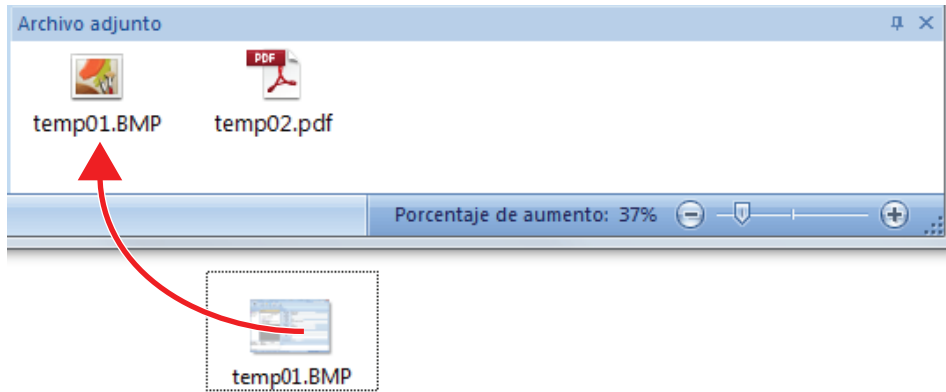 Archivo adjunto
PDF
temp01.BMP temp02.pdf
Porcentaje de aumento: 37%
temp01.BMP